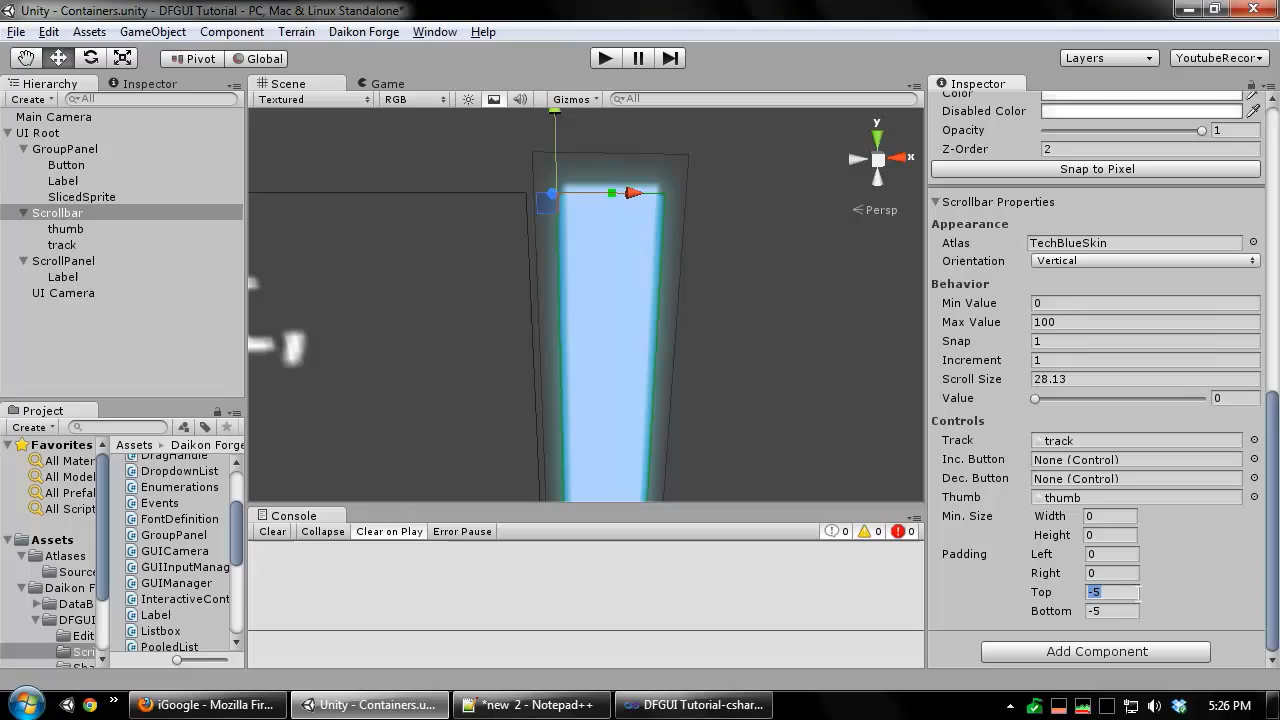 Unity - Containers.unity - DFGUI Tutorial - PC, Mac & Linux Standalone*
File Edit Assets GameObject Component Terrain Daikon Forge Window Help
Pivot Global Layers YoutubeRecor
Hierarchy Inspector
Create All
Main Camera
UI Root
GroupPanel
Button
Label
SlicedSprite
Scrollbar
thumb
track
ScrollPanel
Label
UI Camera
Scene Game
Textured RGB Gizmos All
y
x
Persp
Inspector
Color
Disabled Color
Opacity 1
Z-Order 2
Snap to Pixel
Scrollbar Properties
Appearance
Atlas TechBlueSkin
Orientation Vertical
Behavior
Min Value 0
Max Value 100
Snap 1
Increment 1
Scroll Size 28.13
Value 0
Controls
Track track
Inc. Button None (Control)
Dec. Button None (Control)
Thumb thumb
Min. Size Width 0
Height 0
Padding Left 0
Right 0
Top -5
Bottom -5
Add Component
Project
Create
Favorites
All Mater
All Model
All Prefa
All Script
Assets
Atlases
Source
Daikon F
DataB
DFGU
Edit
Scri
Assets Daikon Forge
DragHandle
DropdownList
Enumerations
Events
FontDefinition
GroupPanel
GUICamera
GUIInputManag
GUIManager
InteractiveCont
Label
Listbox
PooledList
Console
Clear Collapse Clear on Play Error Pause 0 0 0
iGoogle - Mozilla Fir... Unity - Containers.u... *new 2 - Notepad++ DFGUI Tutorial-cshar... 5:26 PM